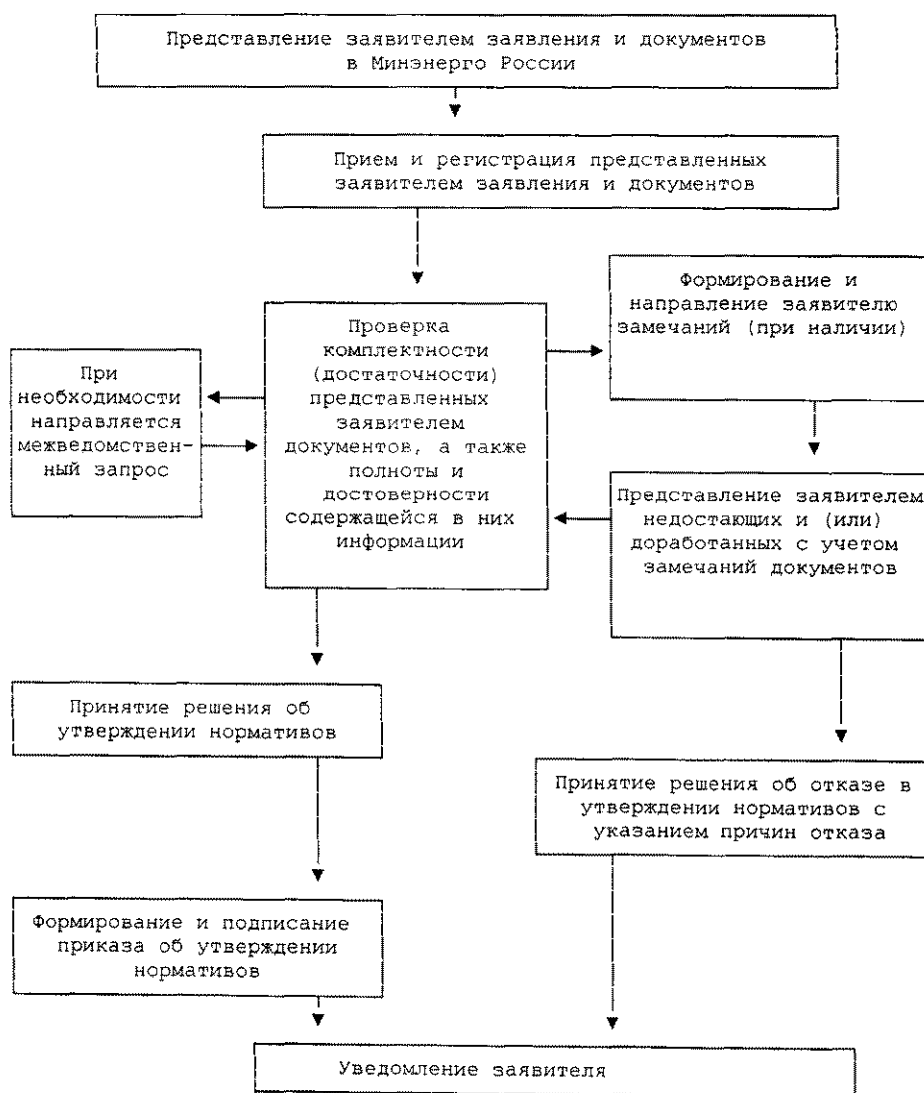 Представление заявителем заявления и документов
в Минэнерго России
Прием и регистрация представленных
заявителем заявления и документов
Формирование и
направление заявителю
замечаний (при наличии)
Проверка
комплектности
(достаточности)
представленных
заявителем
документов, а также
полноты и
достоверности
содержащейся в них
информации
При
необходимости
направляется
межведомствен-
ный запрос
Представление заявителем
недостающих и (или)
доработанных с учетом
замечаний документов
Принятие решения об
утверждении нормативов
Принятие решения об отказе в
утверждении нормативов с
указанием причин отказа
Формирование и подписание
приказа об утверждении
нормативов
Уведомление заявителя